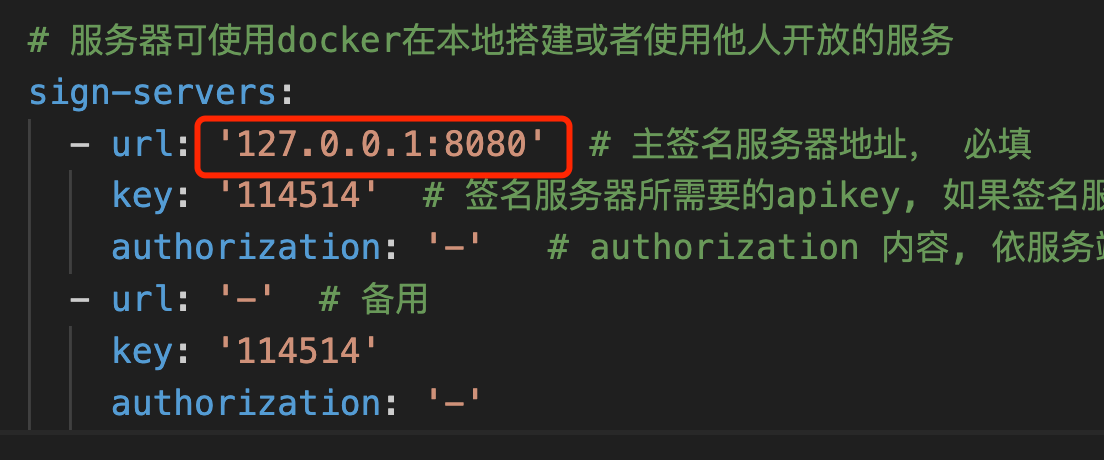 # 服务器可使用docker在本地搭建或者使用他人开放的服务
sign-servers:
- url: '127.0.0.1:8080' # 主签名服务器地址， 必填
key: '114514' # 签名服务器所需要的apikey, 如果签名服
authorization: '-' # authorization 内容, 依服务端
- url: '-' # 备用
key: '114514'
authorization: '-'